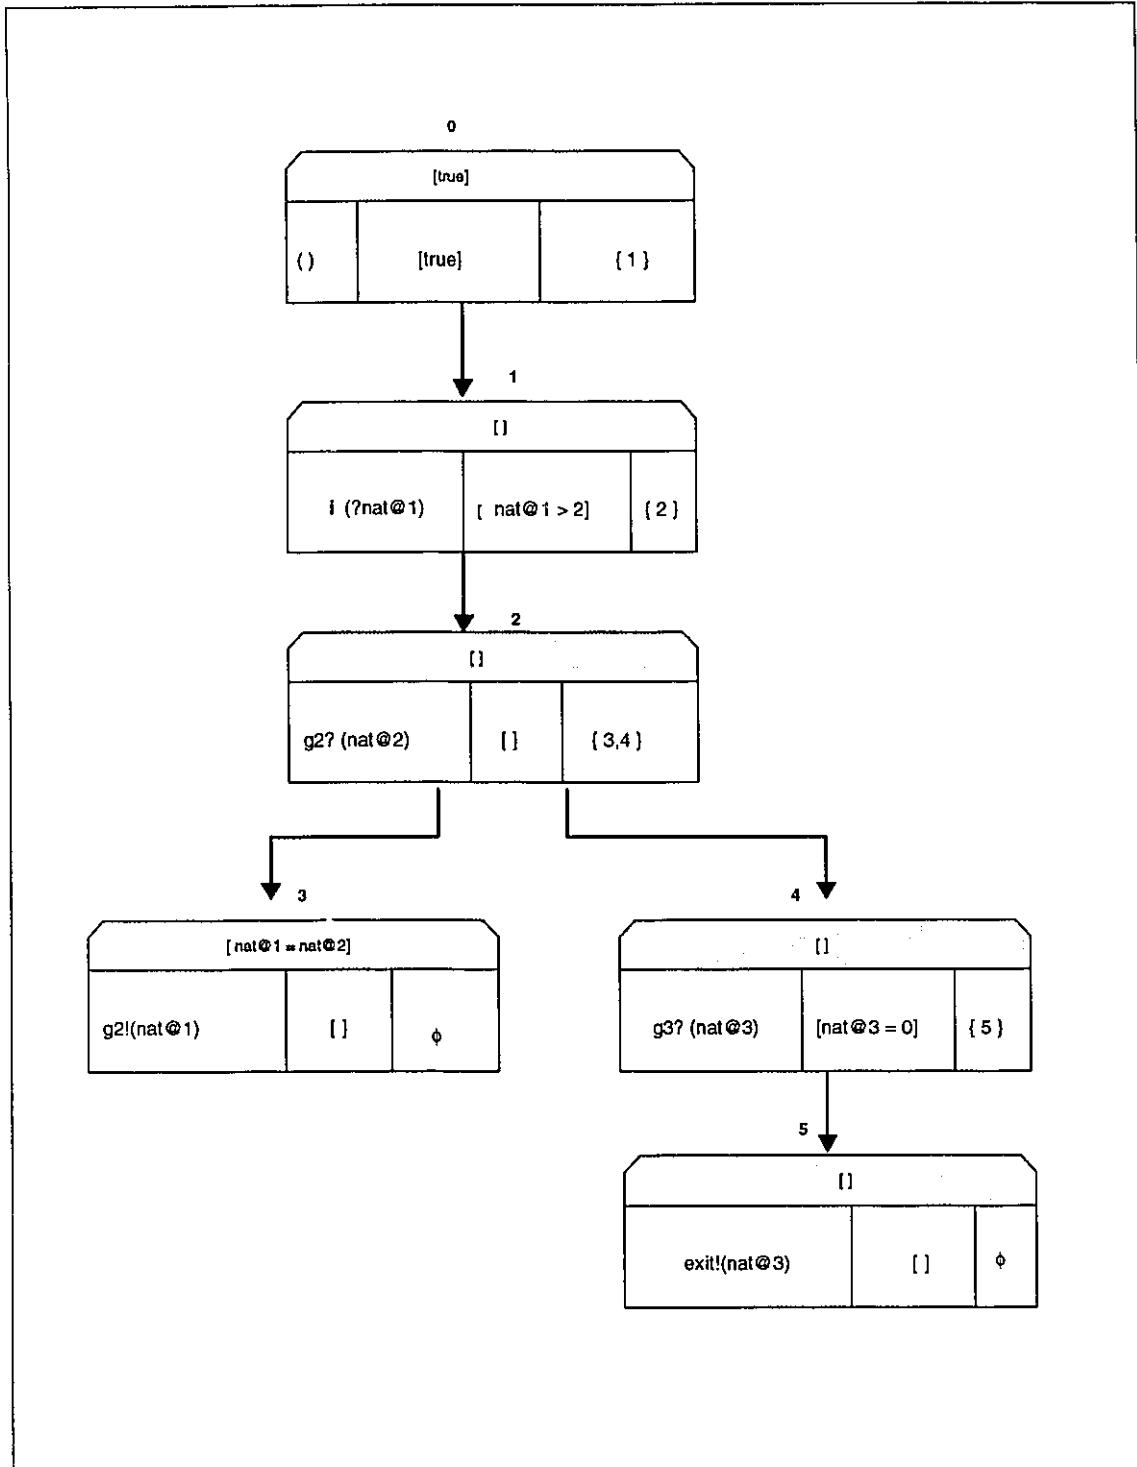 0
[true]
( ) [true] { 1 }
1
[ ]
i (?nat@1) [ nat@1 > 2] { 2 }
2
[ ]
g2? (nat@2) [ ] { 3,4 }
3 4
[ nat@1 = nat@2] [ ]
g2!(nat@1) [ ] ϕ g3? (nat@3) [nat@3 = 0] { 5 }
5
[ ]
exit!(nat@3) [ ] ϕ